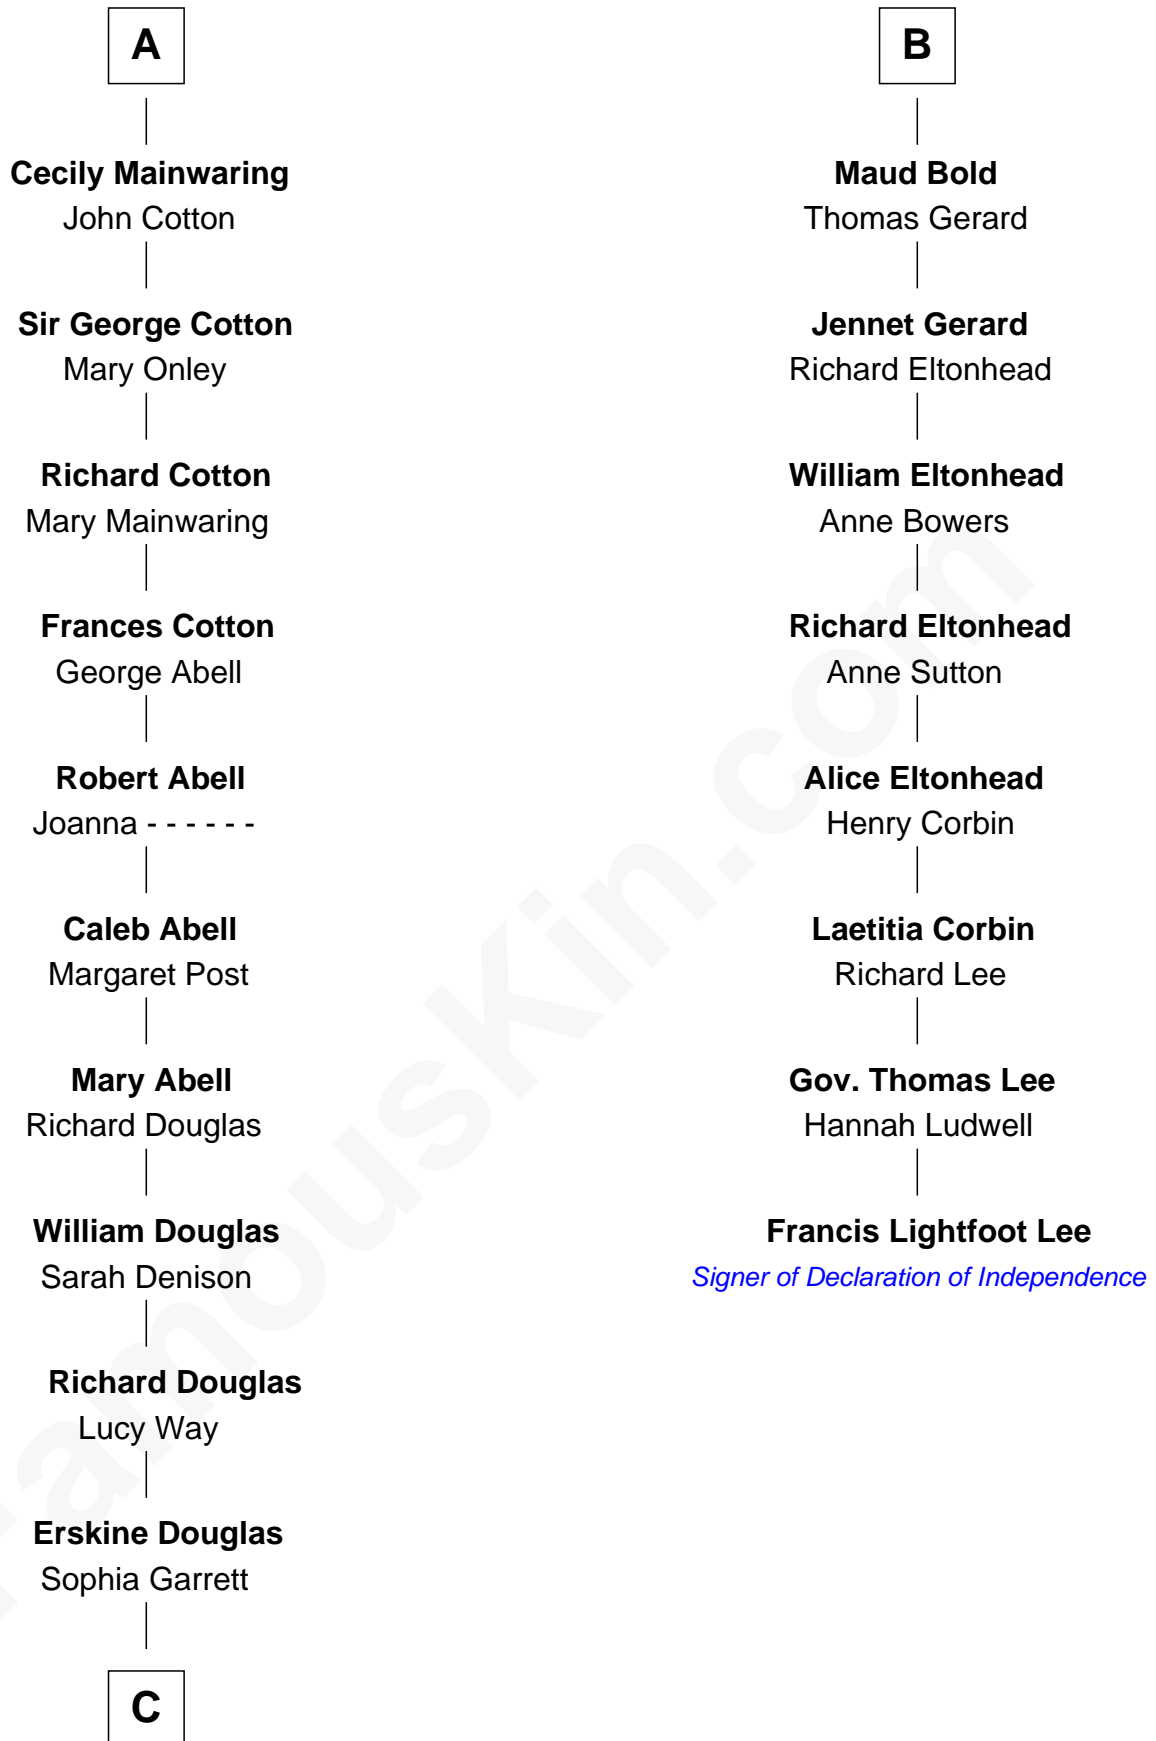 A
Cecily Mainwaring
John Cotton
Sir George Cotton
Mary Onley
Richard Cotton
Mary Mainwaring
Frances Cotton
George Abell
Robert Abell
Joanna - - - - - -
Caleb Abell
Margaret Post
Mary Abell
Richard Douglas
William Douglas
Sarah Denison
Richard Douglas
Lucy Way
Erskine Douglas
Sophia Garrett
C
B
Maud Bold
Thomas Gerard
Jennet Gerard
Richard Eltonhead
William Eltonhead
Anne Bowers
Richard Eltonhead
Anne Sutton
Alice Eltonhead
Henry Corbin
Laetitia Corbin
Richard Lee
Gov. Thomas Lee
Hannah Ludwell
Francis Lightfoot Lee
Signer of Declaration of Independence
FamousKin.com